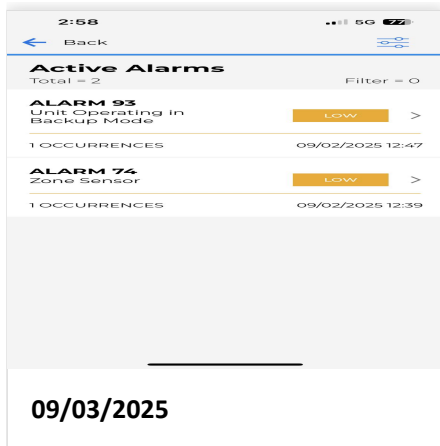 2:58 5G 77
Back
Active Alarms
Total = 2 Filter = 0
ALARM 93
Unit Operating in
Backup Mode
LOW >
1 OCCURRENCES 09/02/2025 12:47
ALARM 74
Zone Sensor
LOW >
1 OCCURRENCES 09/02/2025 12:39
09/03/2025